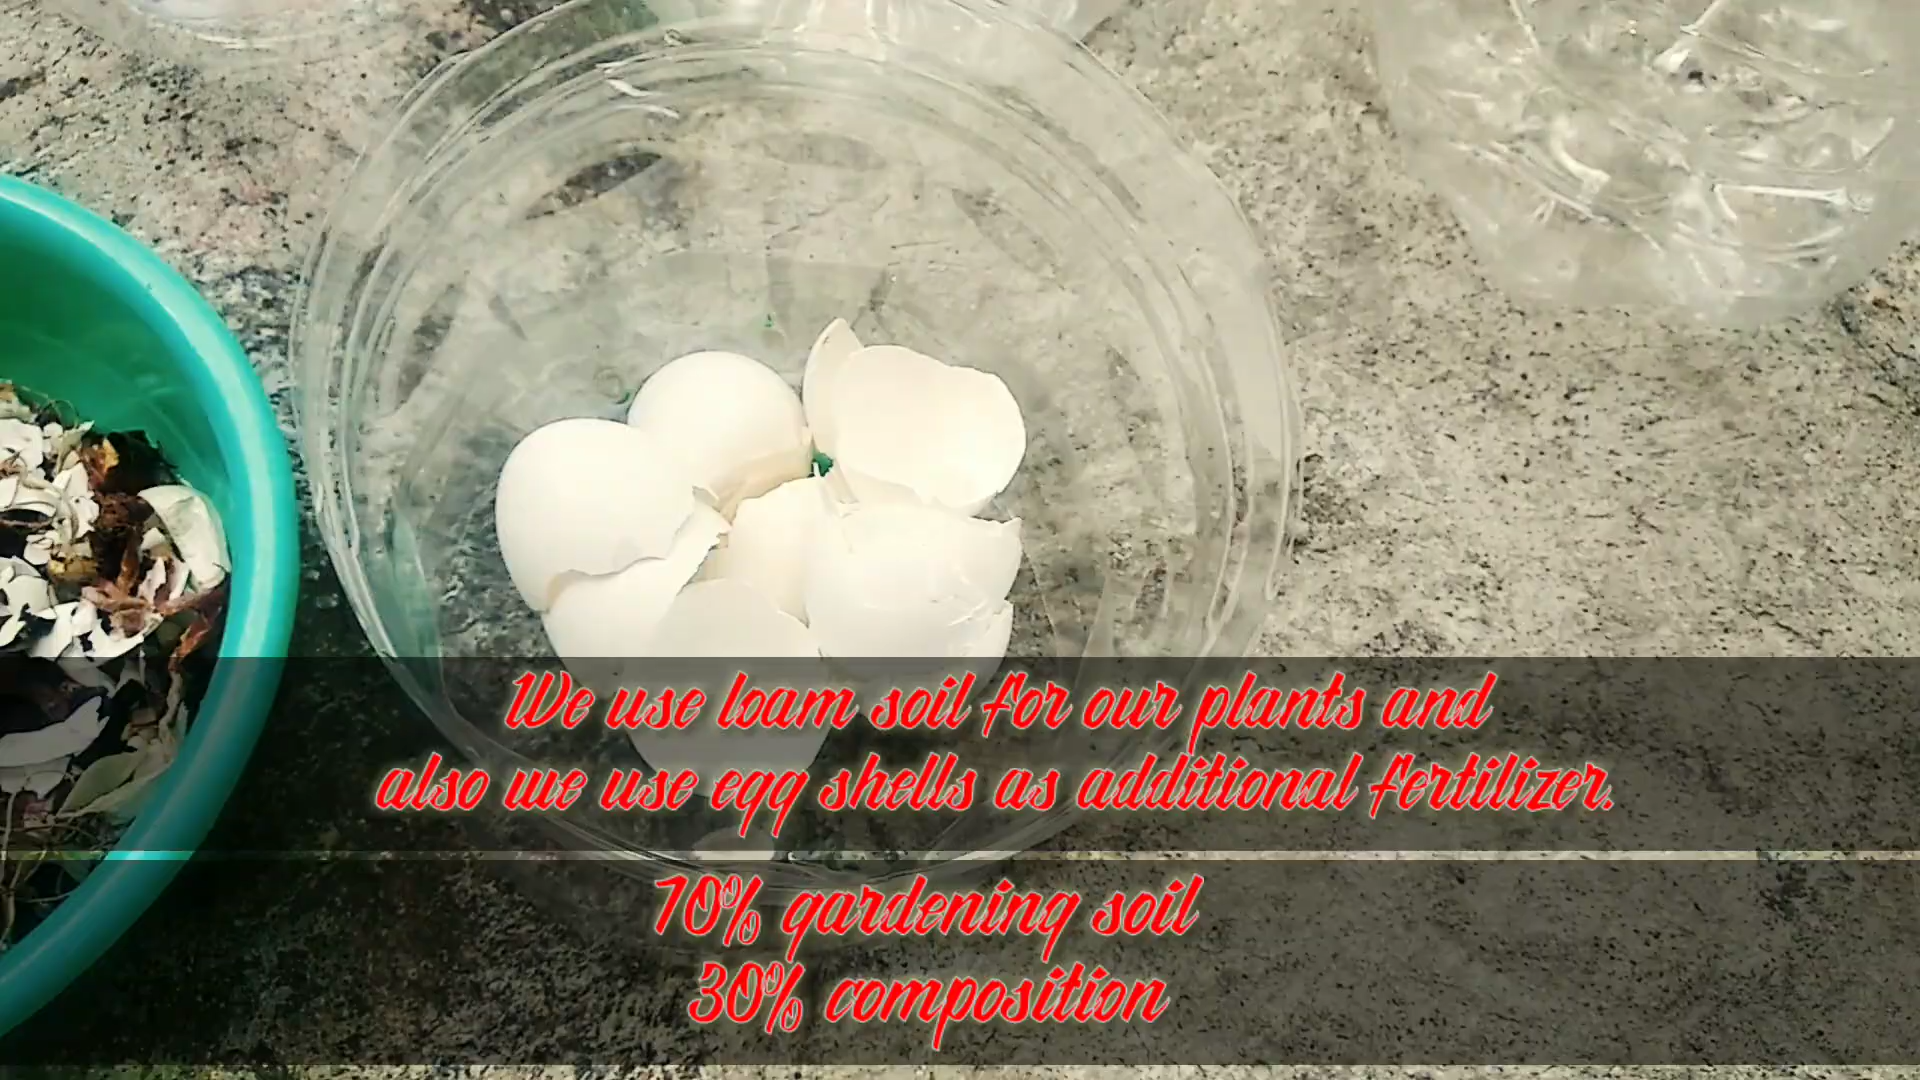 We use loam soil for our plants and
also we use egg shells as additional fertilizer.
70% gardening soil
30% composition